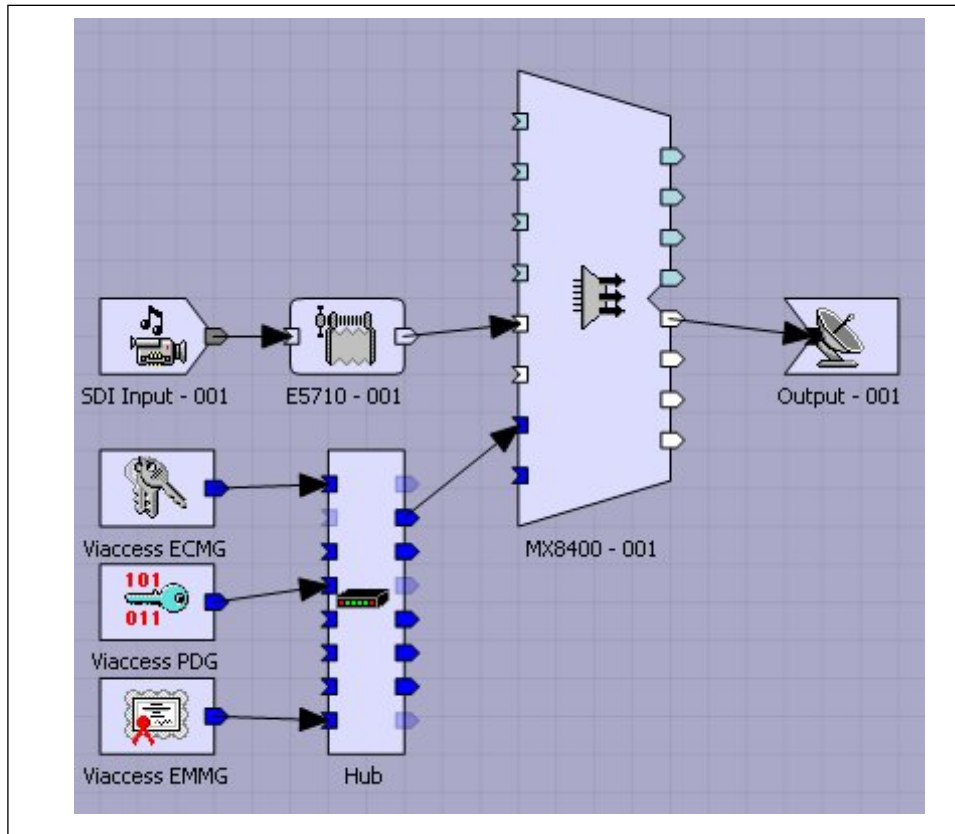 SDI Input - 001
E5710 - 001
Output - 001
Viaccess ECMG
MX8400 - 001
101
011
Viaccess PDG
Viaccess EMMG
Hub